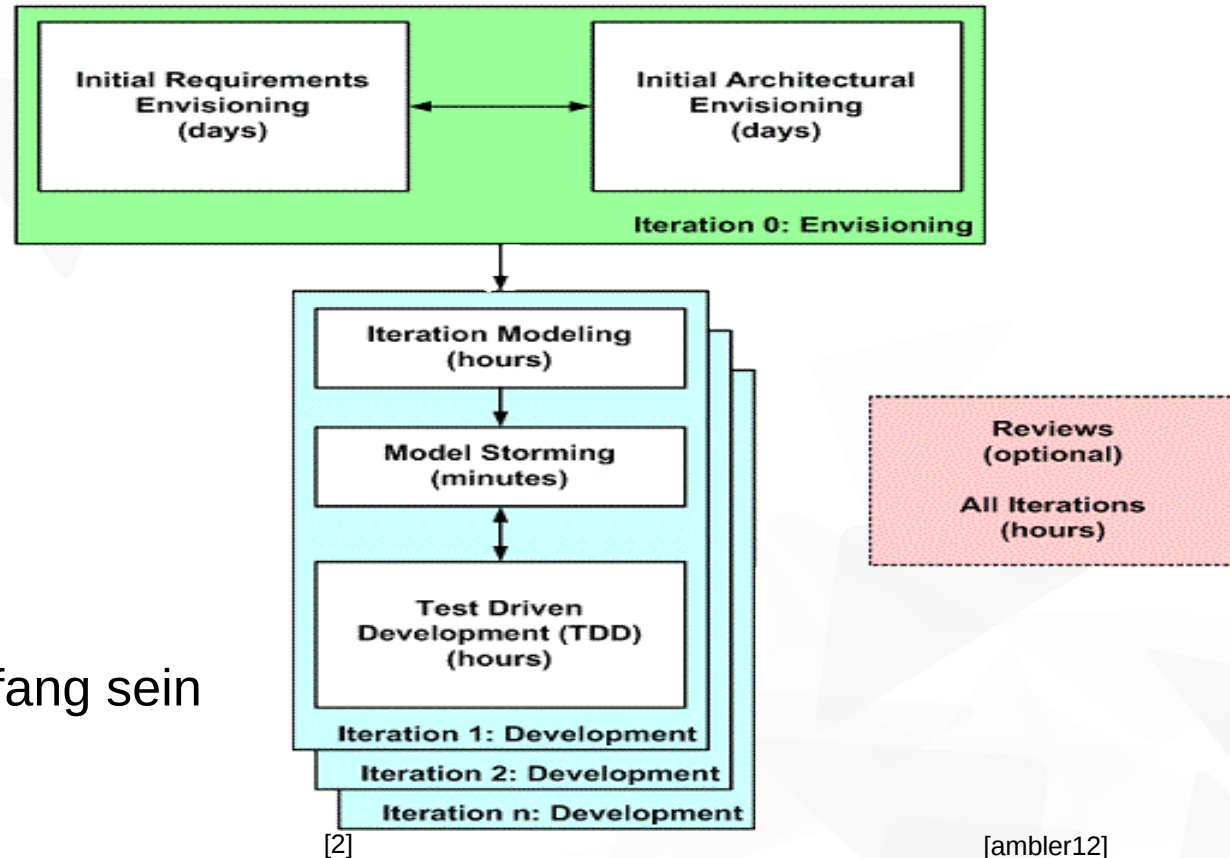 Initial Requirements
Envisioning
(days)
Initial Architectural
Envisioning
(days)
Iteration 0: Envisioning
Iteration Modeling
(hours)
Model Storming
(minutes)
Test Driven
Development (TDD)
(hours)
Iteration 1: Development
Iteration 2: Development
Iteration n: Development
Reviews
(optional)
All Iterations
(hours)
fang sein
[2]
[ambler12]